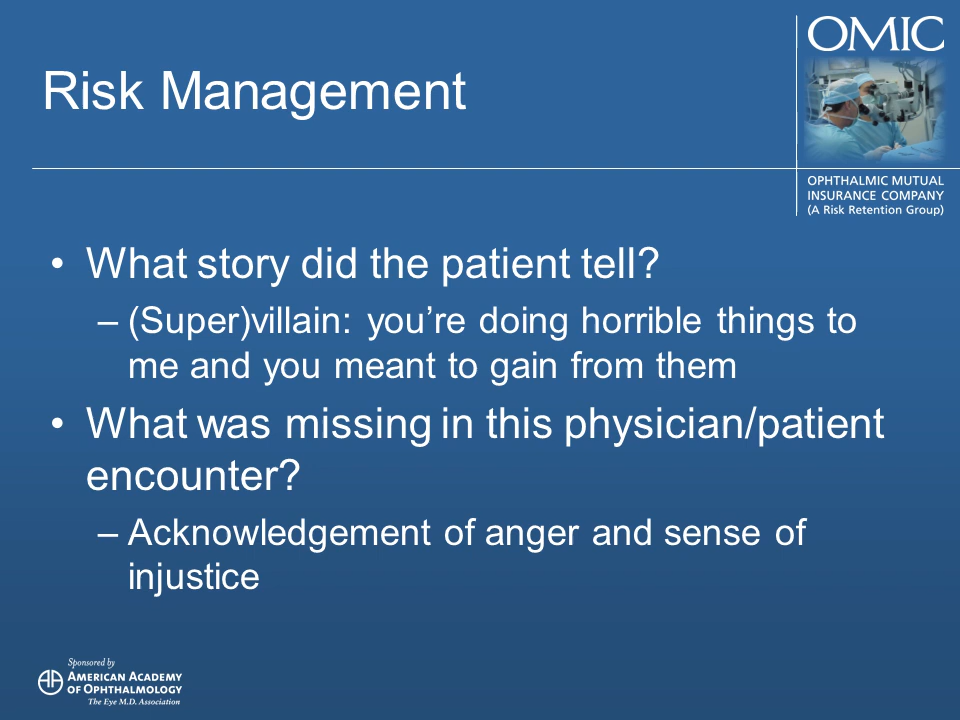 OMIC
Risk Management
OPHTHALMIC MUTUAL
INSURANCE COMPANY
(A Risk Retention Group)
• What story did the patient tell?
– (Super)villain: you’re doing horrible things to
me and you meant to gain from them
• What was missing in this physician/patient
encounter?
– Acknowledgement of anger and sense of
injustice
Sponsored by
AMERICAN ACADEMY
OF OPHTHALMOLOGY
The Eye M.D. Association